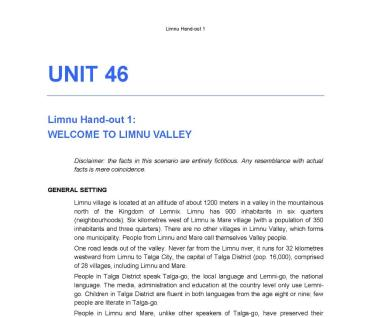 Limnu Hand-out 1
UNIT 46
Limnu Hand-out 1:
WELCOME TO LIMNU VALLEY
Disclaimer: the facts in this scenario are entirely fictitious. Any resemblance with actual
facts is mere coincidence.
GENERAL SETTING
Limnu village is located at an altitude of about 1200 meters in a valley in the mountainous
north of the Kingdom of Lemnix. Limnu has 900 inhabitants in six quarters
(neighbourhoods). Six kilometres west of Limnu is Mare village (with a population of 350
inhabitants and three quarters). There are no other villages in Limnu Valley, which forms
one municipality. People from Limnu and Mare call themselves Valley people.
One road leads out of the valley. Never far from the Limnu river, it runs for 32 kilometres
westward from Limnu to Talga City, the capital of Talga District (pop. 16,000), comprised
of 28 villages, including Limnu and Mare.
People in Talga District speak Talga-go, the local language and Lemni-go, the national
language. The media, administration and education at the country level only use Lemni-
go. Children in Talga District are fluent in both languages from the age eight or nine; few
people are literate in Talga-go.
People in Limnu and Mare, unlike other speakers of Talga-go, have preserved their